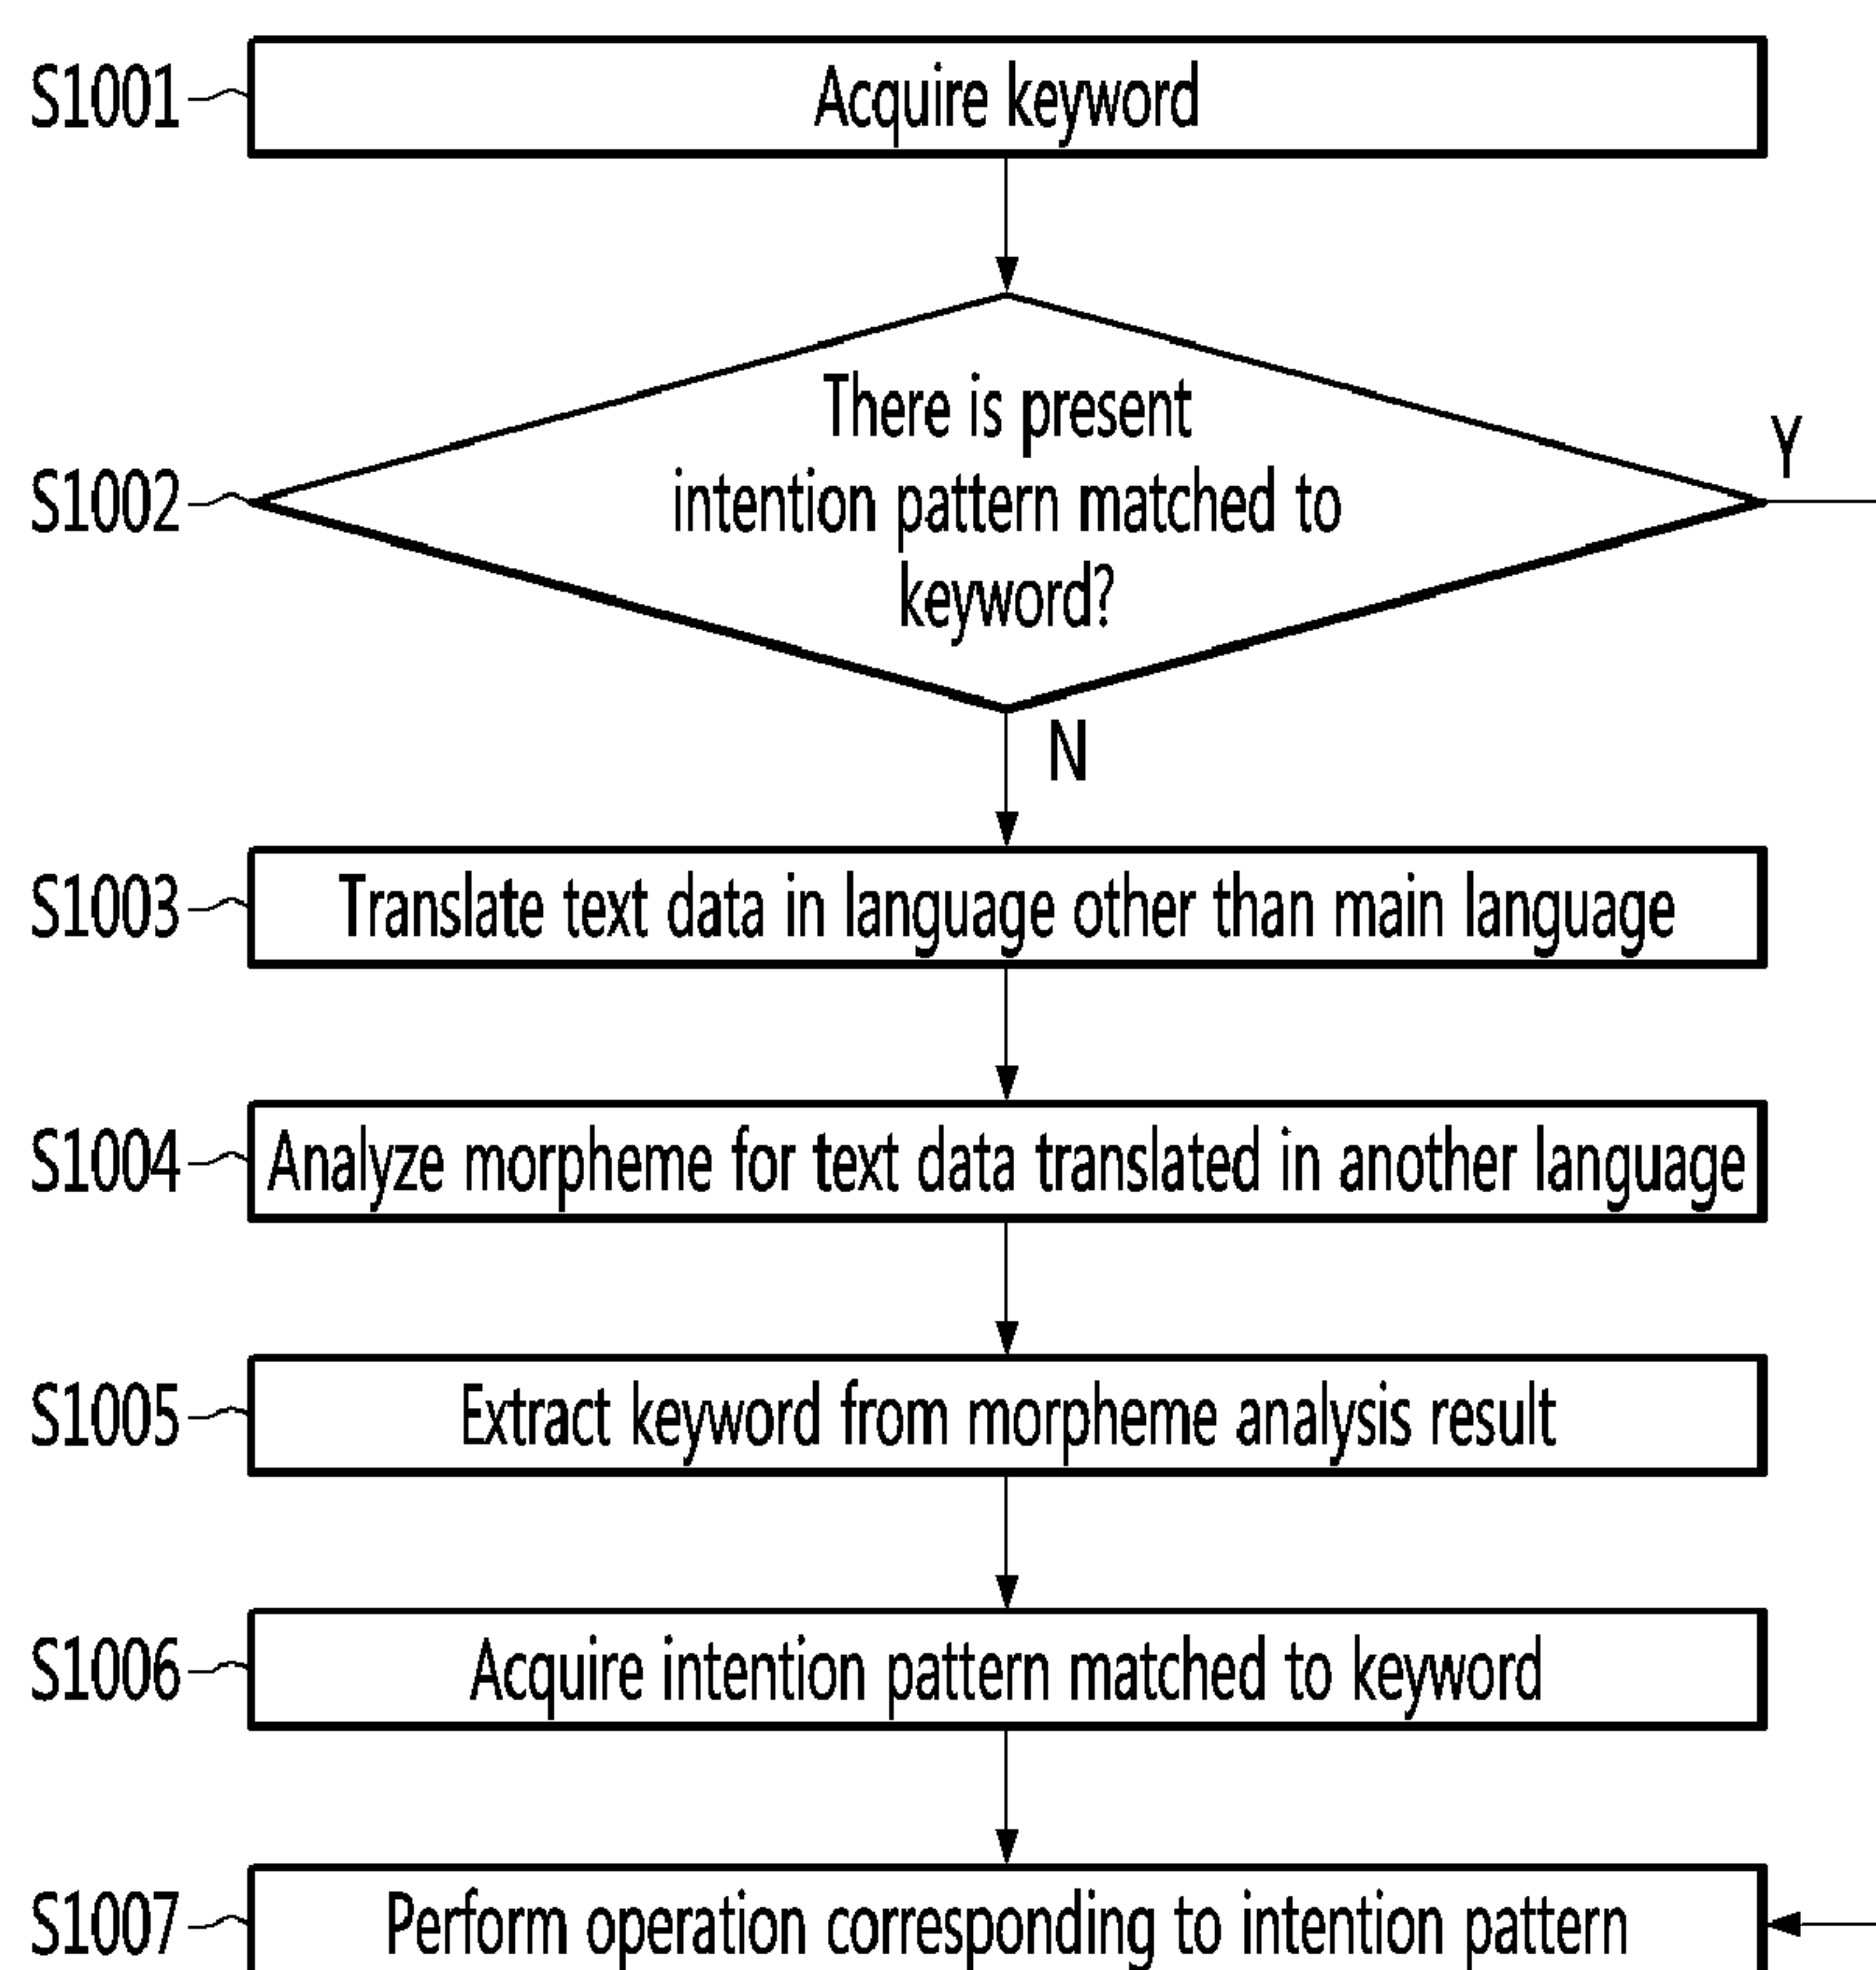 S1001 Acquire keyword
There is present
S1002 intention pattern matched to Y
keyword?
N
S1003 Translate text data in language other than main language
S1004 Analyze morpheme for text data translated in another language
S1005 Extract keyword from morpheme analysis result
S1006 Acquire intention pattern matched to keyword
S1007 Perform operation corresponding to intention pattern